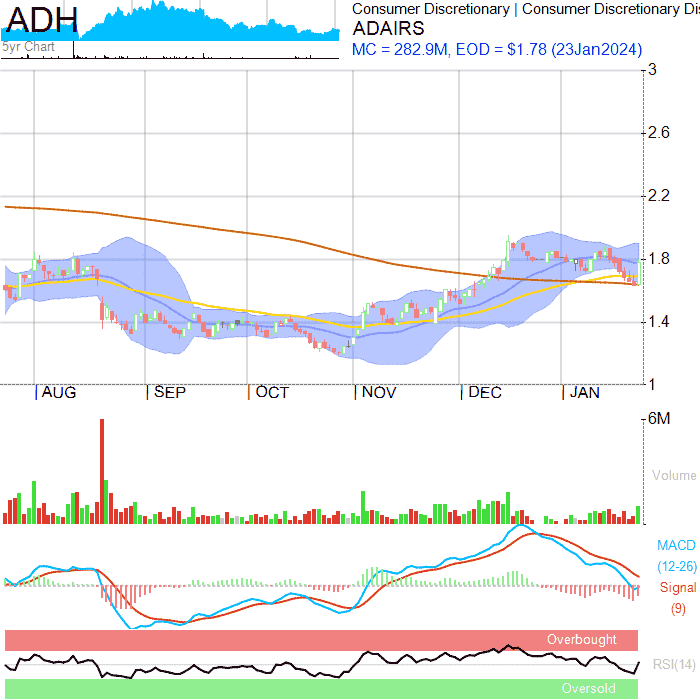 ADH
5yr Chart
Consumer Discretionary | Consumer Discretionary Dis
ADAIRS
MC = 282.9M, EOD = $1.78 (23Jan2024)
3
2.6
2.2
1.8
1.4
1
AUG SEP OCT NOV DEC JAN
6M
Volume
MACD
(12-26)
Signal
(9)
Overbought
RSI(14)
Oversold